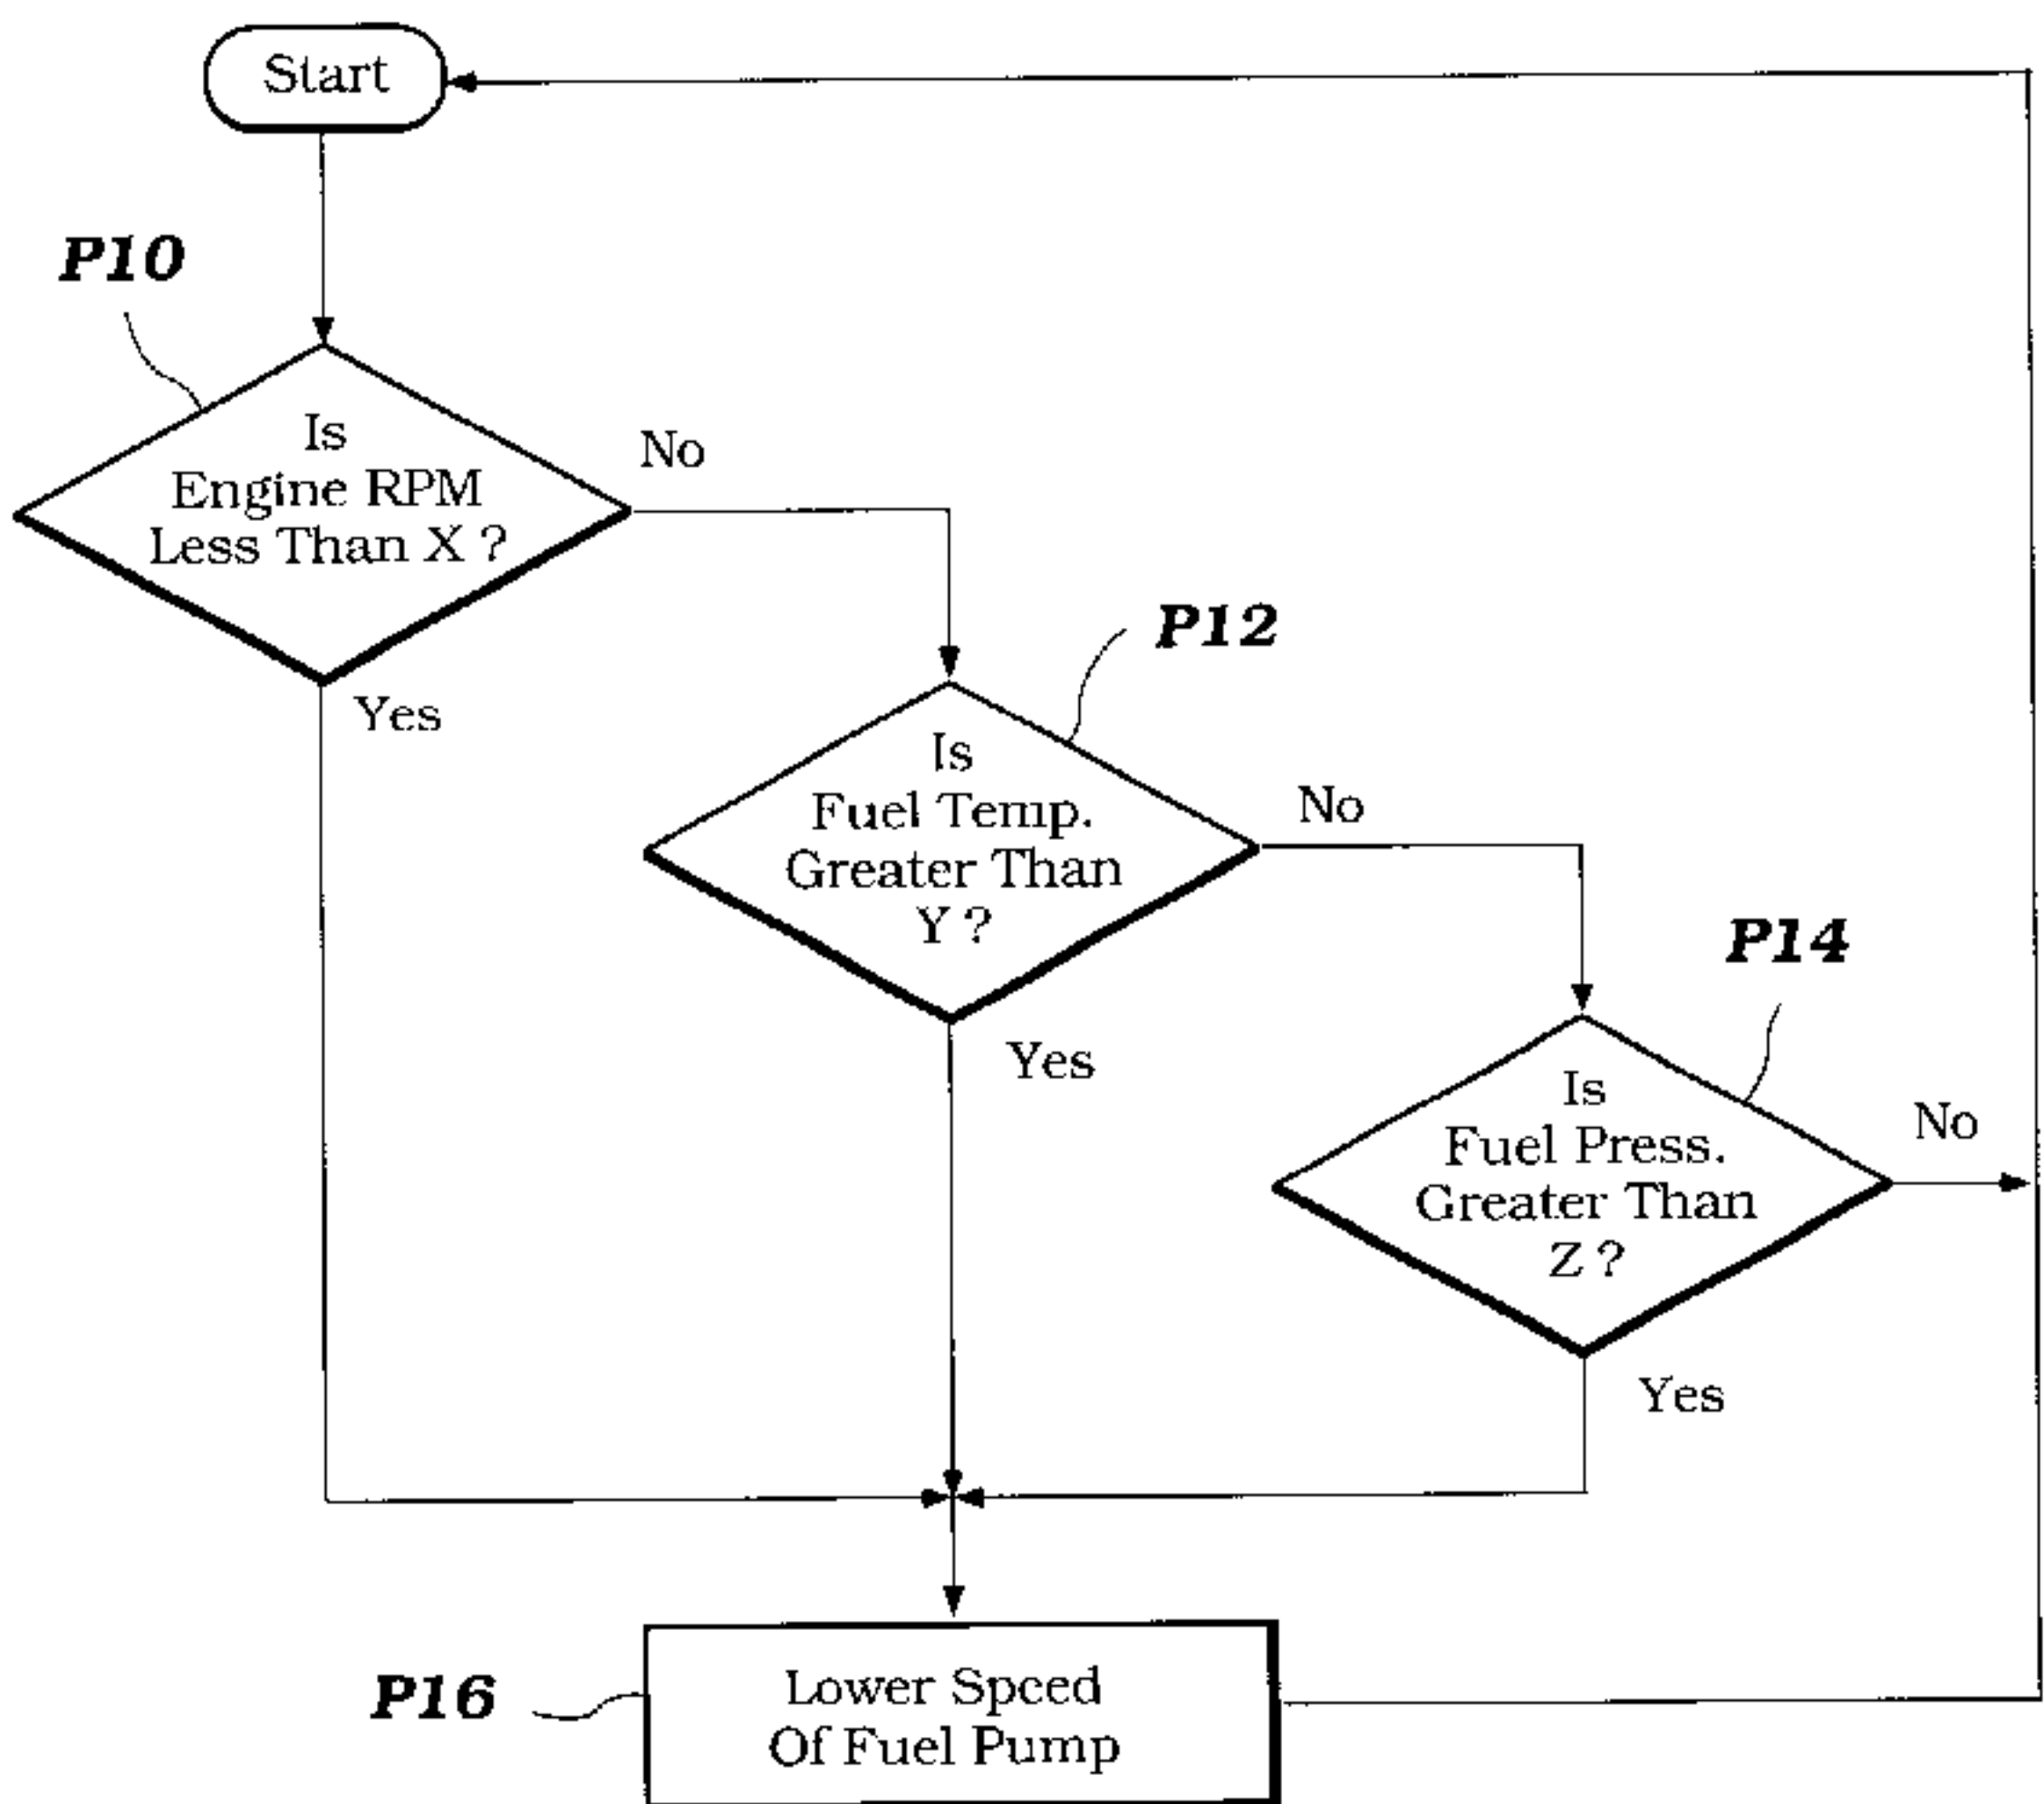 Start
P10
Is
Engine RPM
Less Than X ?
No
Yes
P12
Is
Fuel Temp.
Greater Than
Y ?
No
Yes
P14
Is
Fuel Press.
Greater Than
Z ?
No
Yes
P16
Lower Speed
Of Fuel Pump